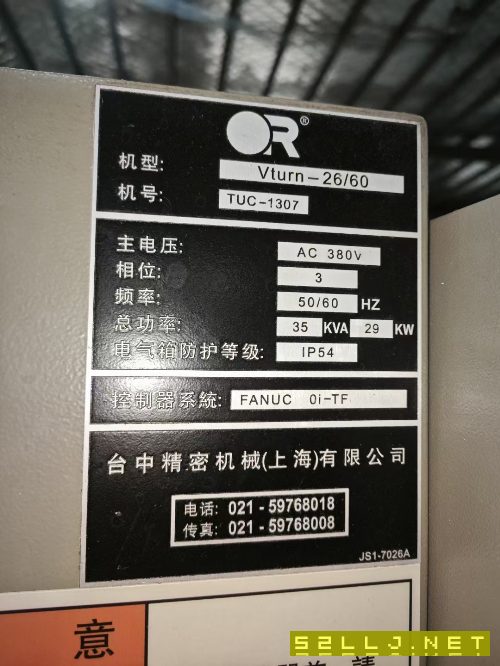 OR®
机型: Vturn-26/60
机号: TUC-1307
主电压: AC 380V
相位: 3
频率: 50/60 HZ
总功率: 35 KVA 29 KW
电气箱防护等级: IP54
控制器系統: FANUC 0i-TF
台中精密机械(上海)有限公司
电话: 021 - 59768018
传真: 021 - 59768008
JS1-7026A
意
52LLJ.NET